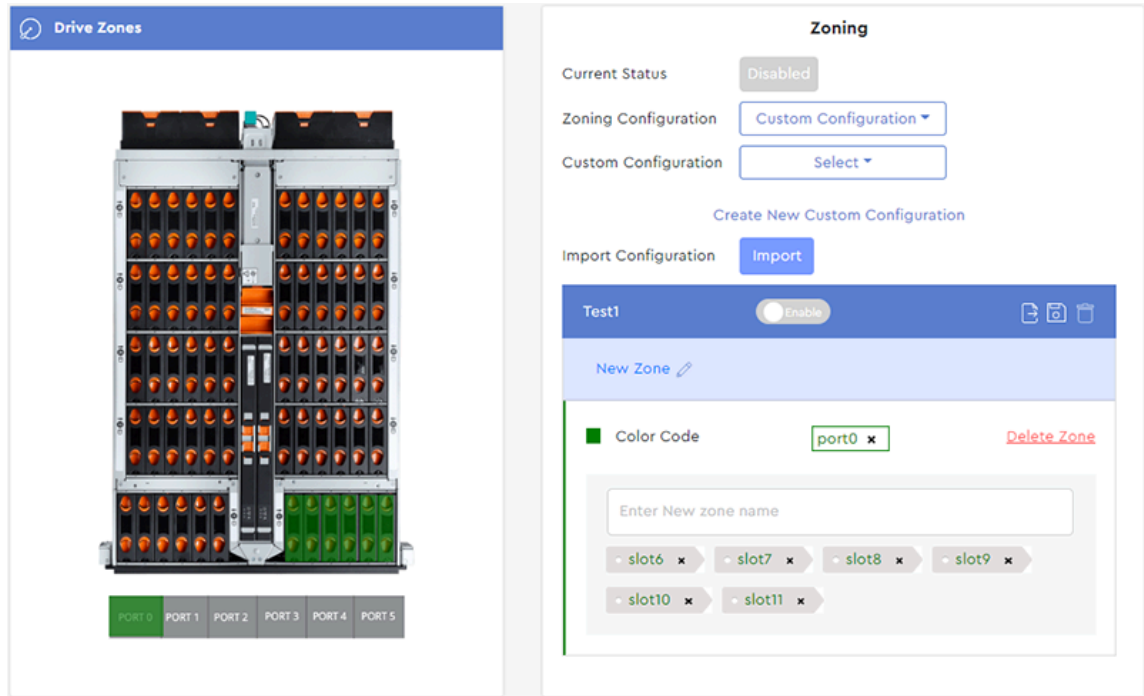 Drive Zones
PORT 0 PORT 1 PORT 2 PORT 3 PORT 4 PORT 5
Zoning
Current Status Disabled
Zoning Configuration Custom Configuration
Custom Configuration Select
Create New Custom Configuration
Import Configuration Import
Test1 Enable
New Zone
Color Code port0 × Delete Zone
Enter New zone name
slot6 × slot7 × slot8 × slot9 ×
slot10 × slot11 ×